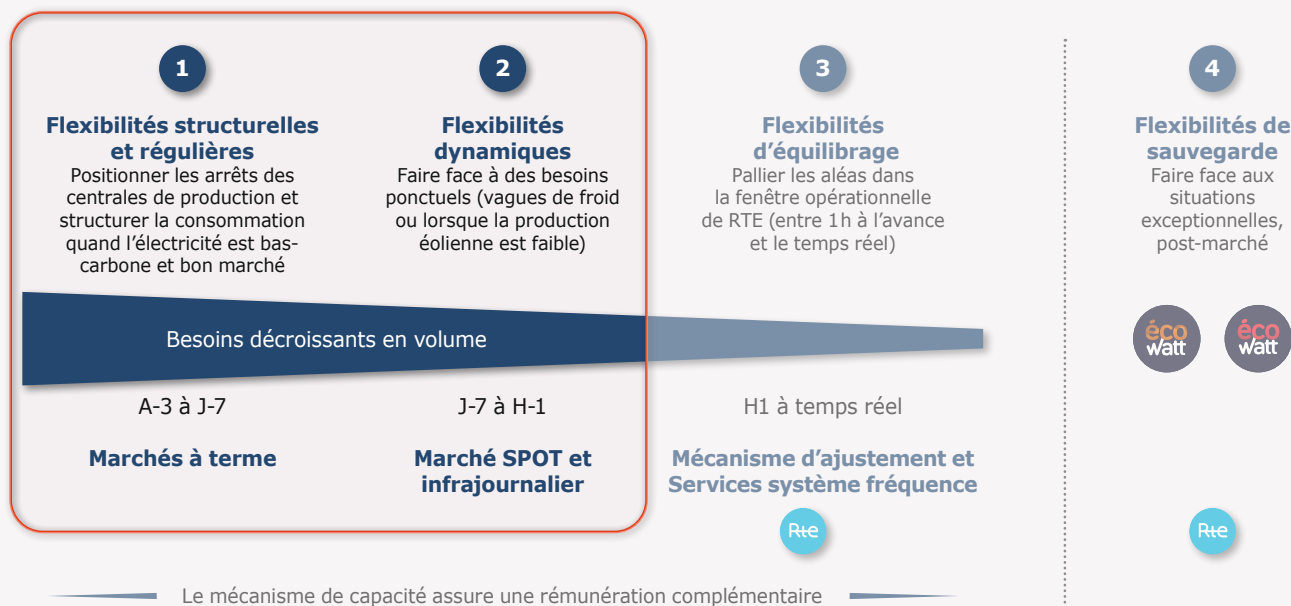 1
Flexibilités structurelles
et régulières
Positionner les arrêts des
centrales de production et
structurer la consommation
quand l'électricité est bas-
carbone et bon marché
2
Flexibilités
dynamiques
Faire face à des besoins
ponctuels (vagues de froid
ou lorsque la production
éolienne est faible)
3
Flexibilités
d'équilibrage
Pallier les aléas dans
la fenêtre opérationnelle
de RTE (entre 1h à l'avance
et le temps réel)
4
Flexibilités de
sauvegarde
Faire face aux
situations
exceptionnelles,
post-marché
Besoins décroissants en volume
éco
watt
éco
watt
A-3 à J-7
Marchés à terme
J-7 à H-1
Marché SPOT et
infrajournalier
H1 à temps réel
Mécanisme d'ajustement et
Services système fréquence
Rte
Rte
Le mécanisme de capacité assure une rémunération complémentaire